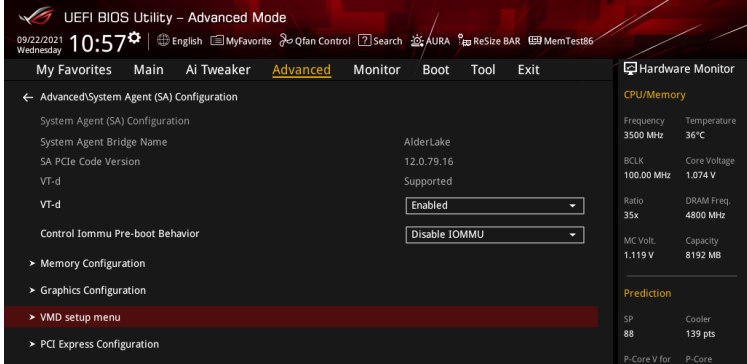 UEFI BIOS Utility – Advanced Mode
09/22/2021 Wednesday 10:57 English MyFavorite Qfan Control ? Search AURA ReSize BAR MemTest86
My Favorites Main Ai Tweaker Advanced Monitor Boot Tool Exit Hardware Monitor
← Advanced\System Agent (SA) Configuration
CPU/Memory
System Agent (SA) Configuration
Frequency Temperature
3500 MHz 36°C
System Agent Bridge Name AlderLake
SA PCIe Code Version 12.0.79.16
BCLK Core Voltage
100.00 MHz 1.074 V
VT-d Supported
VT-d Enabled
Ratio DRAM Freq.
35x 4800 MHz
Control Iommu Pre-boot Behavior Disable IOMMU
MC Volt. Capacity
1.119 V 8192 MB
> Memory Configuration
> Graphics Configuration
Prediction
> VMD setup menu
SP Cooler
88 139 pts
> PCI Express Configuration
P-Core V for P-Core